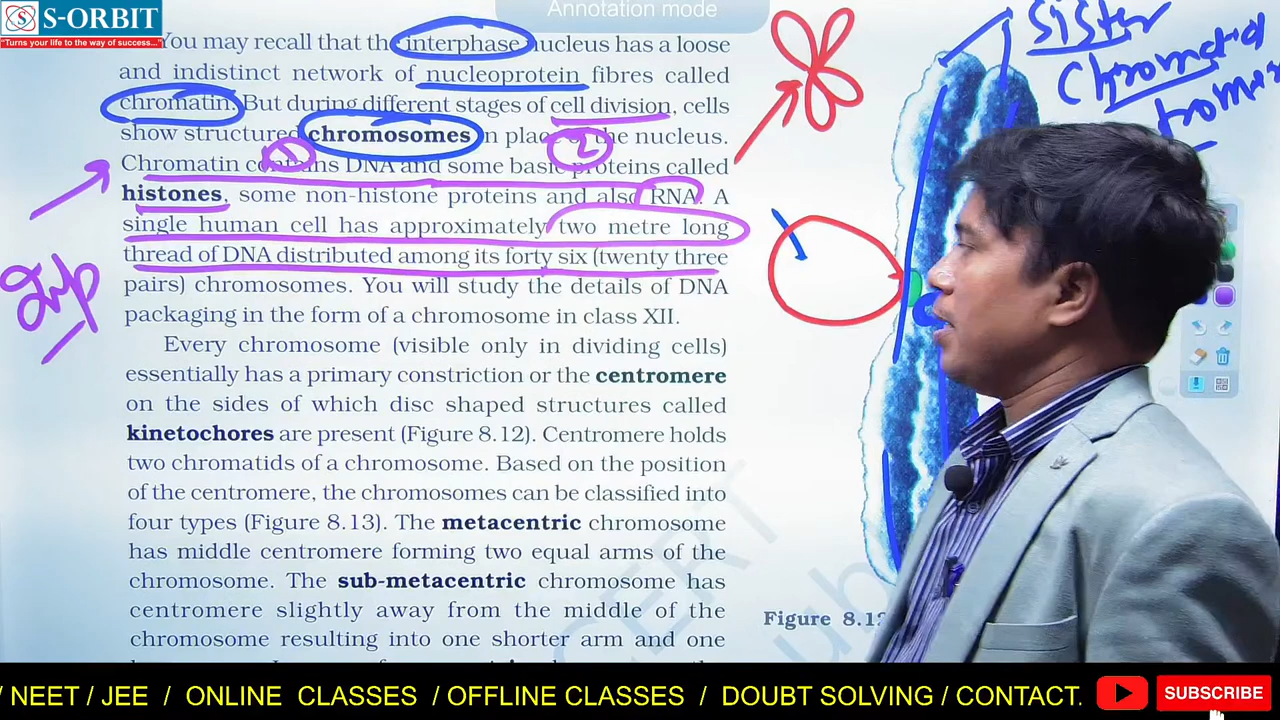 Annotation mode
S-ORBIT
"Turns your life to the way of success..."
You may recall that the interphase nucleus has a loose
and indistinct network of nucleoprotein fibres called
chromatin. But during different stages of cell division, cells
show structured chromosomes in place of the nucleus.
Chromatin contains DNA and some basic proteins called
histones, some non-histone proteins and also RNA. A
single human cell has approximately two metre long
thread of DNA distributed among its forty six (twenty three
pairs) chromosomes. You will study the details of DNA
packaging in the form of a chromosome in class XII.
Every chromosome (visible only in dividing cells)
essentially has a primary constriction or the centromere
on the sides of which disc shaped structures called
kinetochores are present (Figure 8.12). Centromere holds
two chromatids of a chromosome. Based on the position
of the centromere, the chromosomes can be classified into
four types (Figure 8.13). The metacentric chromosome
has middle centromere forming two equal arms of the
chromosome. The sub-metacentric chromosome has
centromere slightly away from the middle of the
chromosome resulting into one shorter arm and one
1
2
Imp
Sister
Chromatid
Figure 8.12
/ NEET / JEE / ONLINE CLASSES / OFFLINE CLASSES / DOUBT SOLVING / CONTACT.
SUBSCRIBE